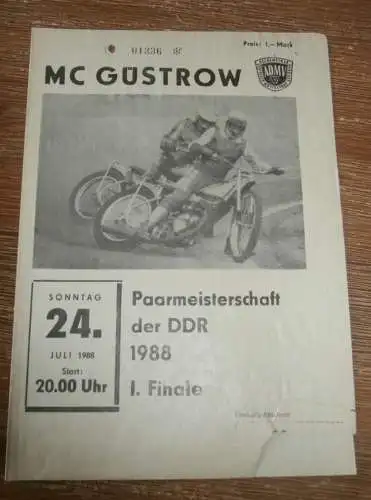 01336
Preis: 1,- Mark
MC GÜSTROW
ADMV
SONNTAG
24.
JULI 1988
Start:
20.00 Uhr
Paarmeisterschaft
der DDR
1988
I. Finale